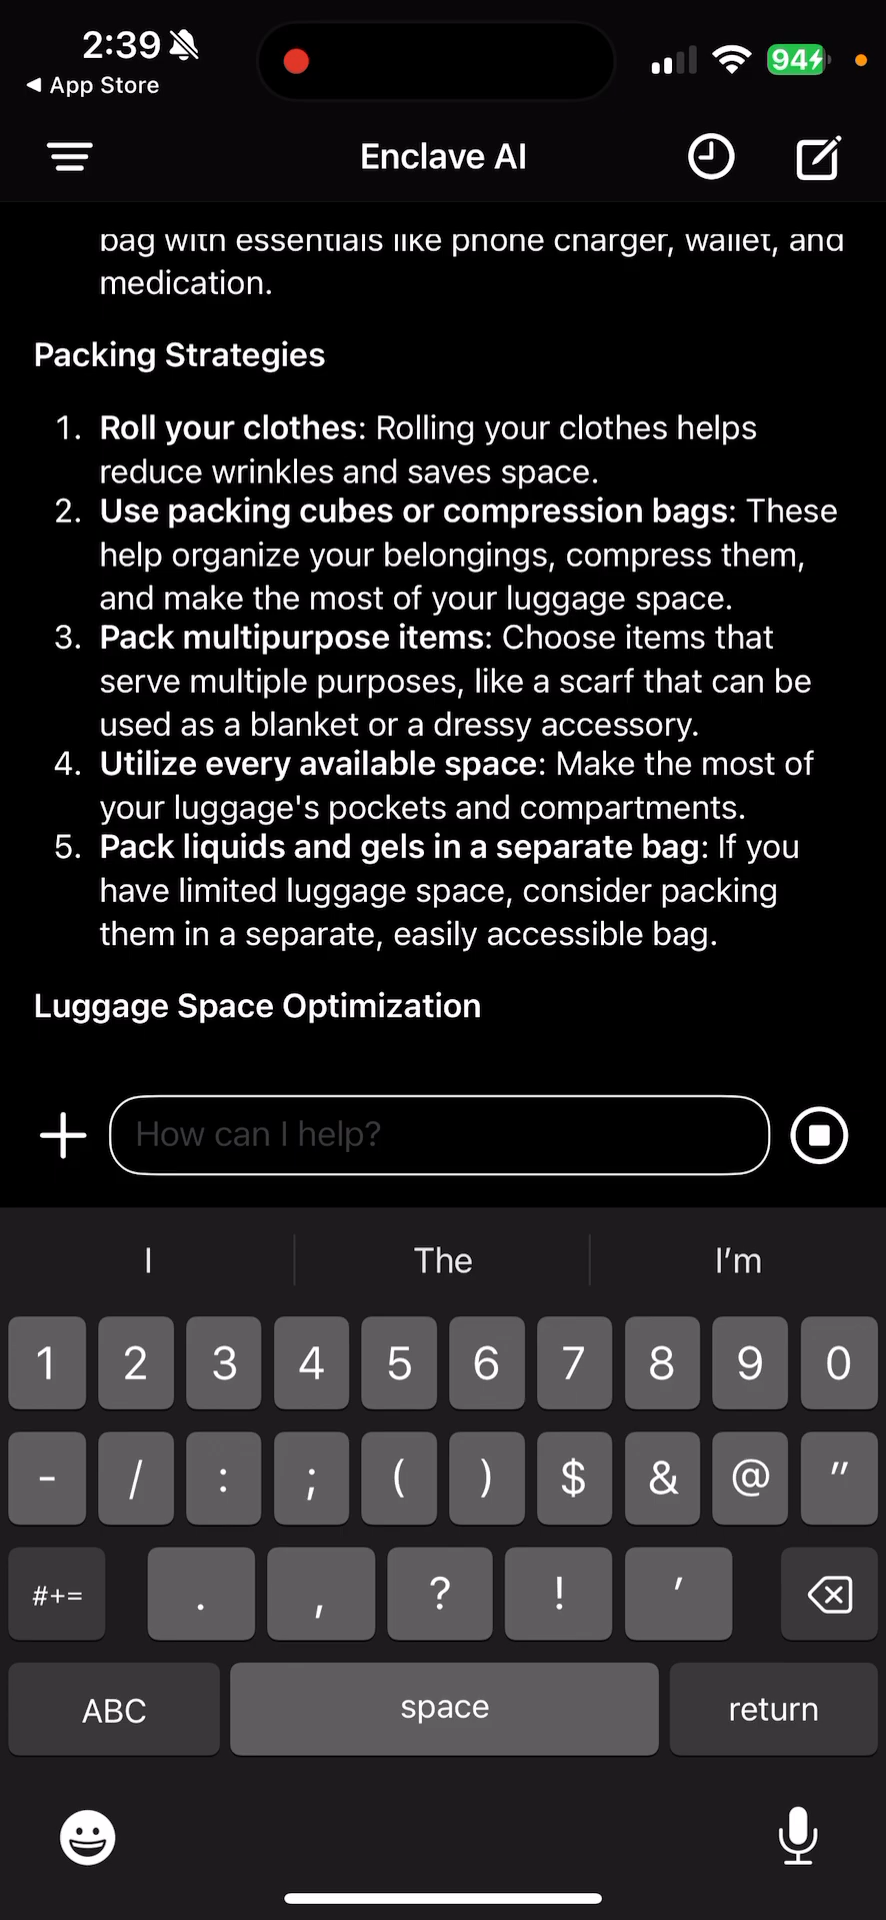 2:39
94
◀ App Store
Enclave AI
bag with essentials like phone charger, wallet, and
medication.
Packing Strategies
1. Roll your clothes: Rolling your clothes helps
reduce wrinkles and saves space.
2. Use packing cubes or compression bags: These
help organize your belongings, compress them,
and make the most of your luggage space.
3. Pack multipurpose items: Choose items that
serve multiple purposes, like a scarf that can be
used as a blanket or a dressy accessory.
4. Utilize every available space: Make the most of
your luggage's pockets and compartments.
5. Pack liquids and gels in a separate bag: If you
have limited luggage space, consider packing
them in a separate, easily accessible bag.
Luggage Space Optimization
How can I help?
I The I’m
1 2 3 4 5 6 7 8 9 0
- / : ; ( ) $ & @ "
#+= . , ? ! ’
ABC space return